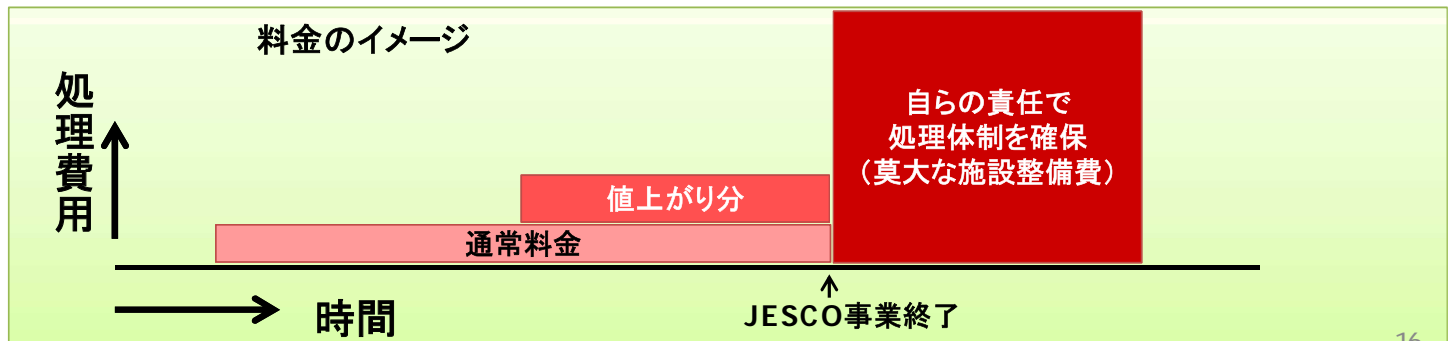 料金のイメージ
処理費用
自らの責任で
処理体制を確保
（莫大な施設整備費）
値上がり分
通常料金
JESCO事業終了
時間
16